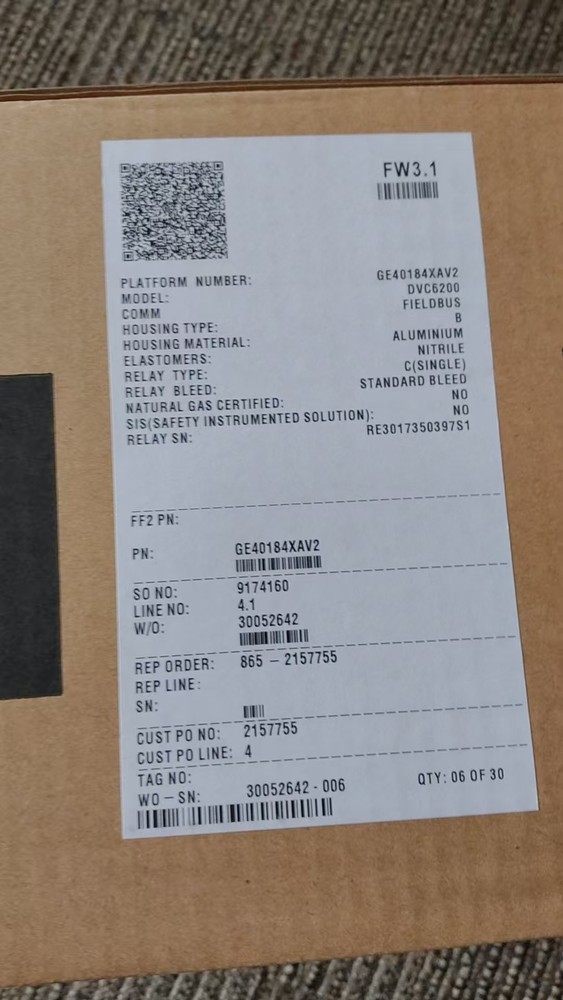 FW3.1
PLATFORM NUMBER: GE40184XAV2
MODEL: DVC6200
COMM FIELDBUS
HOUSING TYPE: B
HOUSING MATERIAL: ALUMINIUM
ELASTOMERS: NITRILE
RELAY TYPE: C(SINGLE)
RELAY BLEED: STANDARD BLEED
NATURAL GAS CERTIFIED: NO
SIS(SAFETY INSTRUMENTED SOLUTION): NO
RELAY SN: RE3017350397S1
FF2 PN:
PN: GE40184XAV2
SO NO: 9174160
LINE NO: 4.1
W/O: 30052642
REP ORDER: 865 – 2157755
REP LINE:
SN:
CUST PO NO: 2157755
CUST PO LINE: 4
TAG NO:
WO – SN: 30052642 - 006 QTY: 06 OF 30